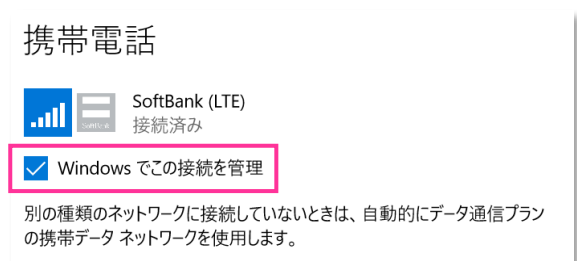 携帯電話
SoftBank (LTE)
接続済み
SoftBank
Windows でこの接続を管理
別の種類のネットワークに接続していないときは、自動的にデータ通信プラン
の携帯データ ネットワークを使用します。